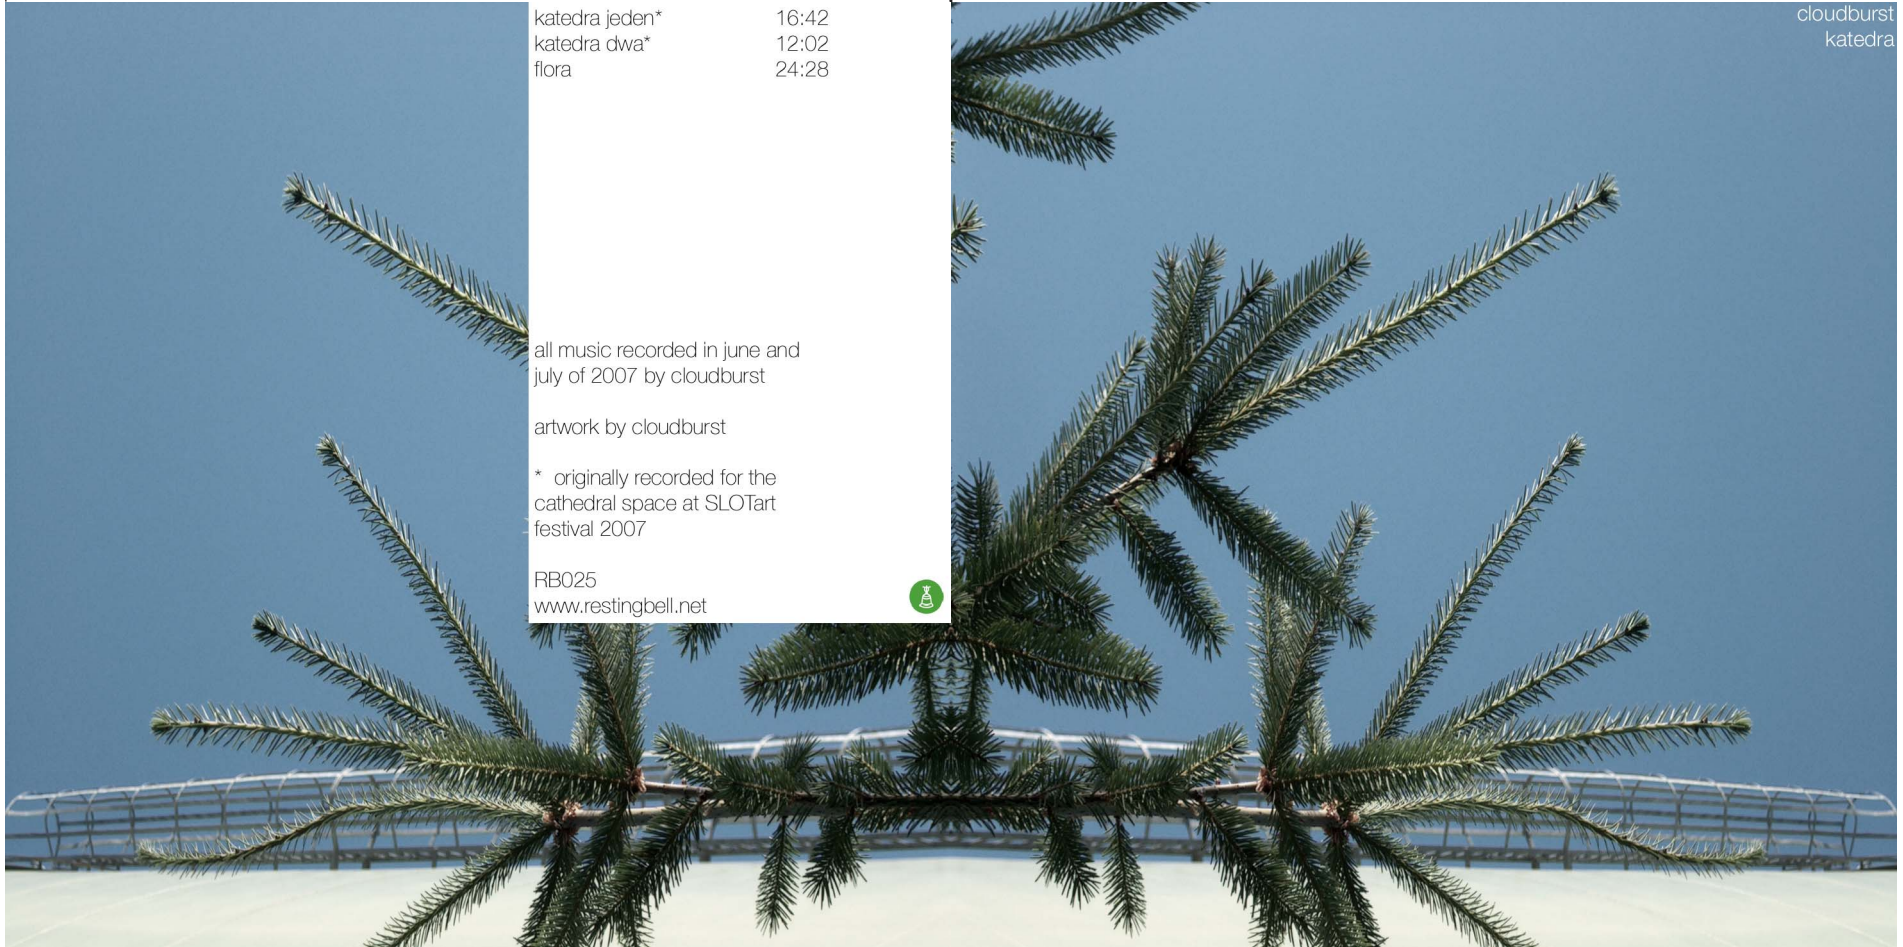 katedra jeden* 16:42
katedra dwa* 12:02
flora 24:28
all music recorded in june and
july of 2007 by cloudburst
artwork by cloudburst
* originally recorded for the
cathedral space at SLOTart
festival 2007
RB025
www.restingbell.net
cloudburst
katedra